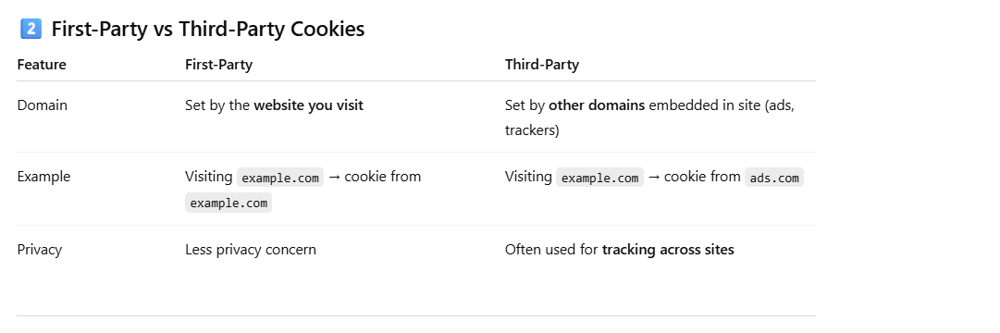 2️⃣ First-Party vs Third-Party Cookies
Feature First-Party Third-Party
Domain Set by the website you visit Set by other domains embedded in site (ads,
trackers)
Example Visiting example.com → cookie from Visiting example.com → cookie from ads.com
example.com
Privacy Less privacy concern Often used for tracking across sites